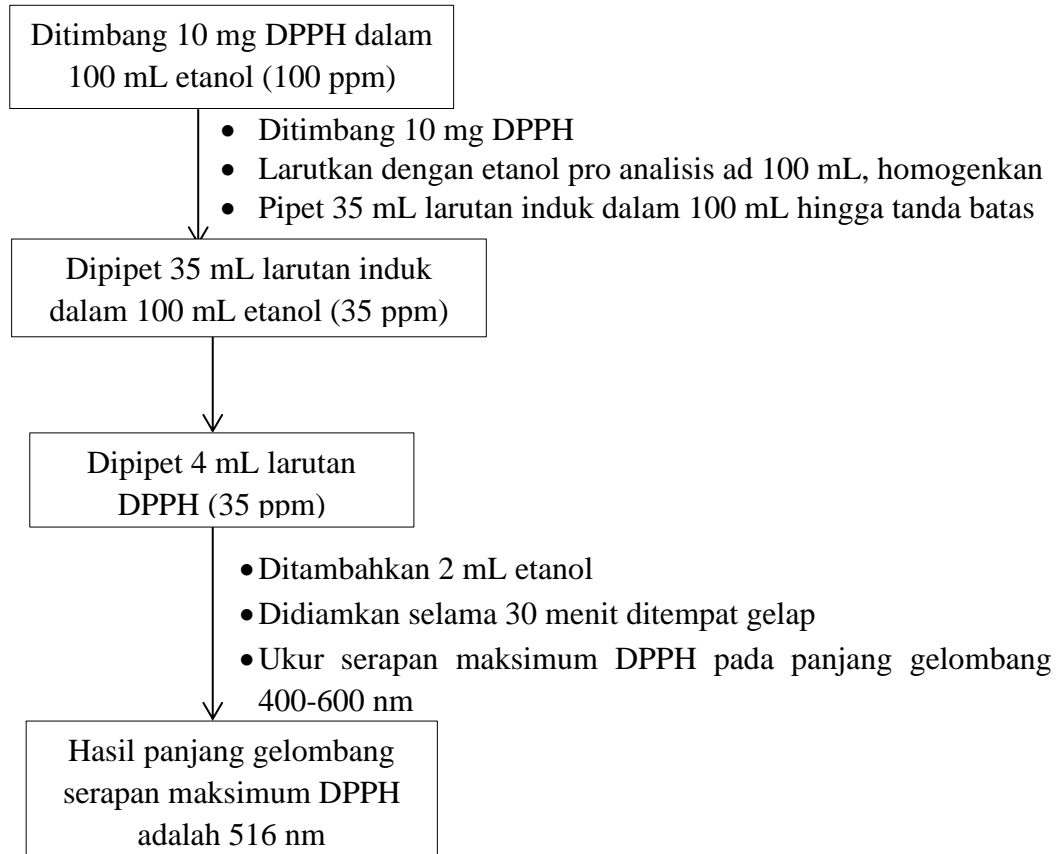 Ditimbang 10 mg DPPH dalam
100 mL etanol (100 ppm)
• Ditimbang 10 mg DPPH
• Larutkan dengan etanol pro analisis ad 100 mL, homogenkan
• Pipet 35 mL larutan induk dalam 100 mL hingga tanda batas
Dipipet 35 mL larutan induk
dalam 100 mL etanol (35 ppm)
Dipipet 4 mL larutan
DPPH (35 ppm)
• Ditambahkan 2 mL etanol
• Didiamkan selama 30 menit ditempat gelap
• Ukur serapan maksimum DPPH pada panjang gelombang
400-600 nm
Hasil panjang gelombang
serapan maksimum DPPH
adalah 516 nm